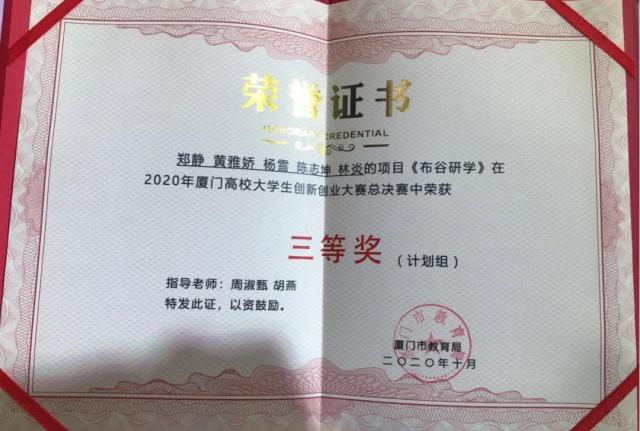 荣誉证书
HONORARY CREDENTIAL
郑静 黄雅娇 杨雪 陈志坤 林炎的项目《布谷研学》在
2020年厦门高校大学生创新创业大赛总决赛中荣获
三等奖 （计划组）
指导老师：周淑甄 胡燕
特发此证，以资鼓励。
厦门市教育局
二〇二〇年十月